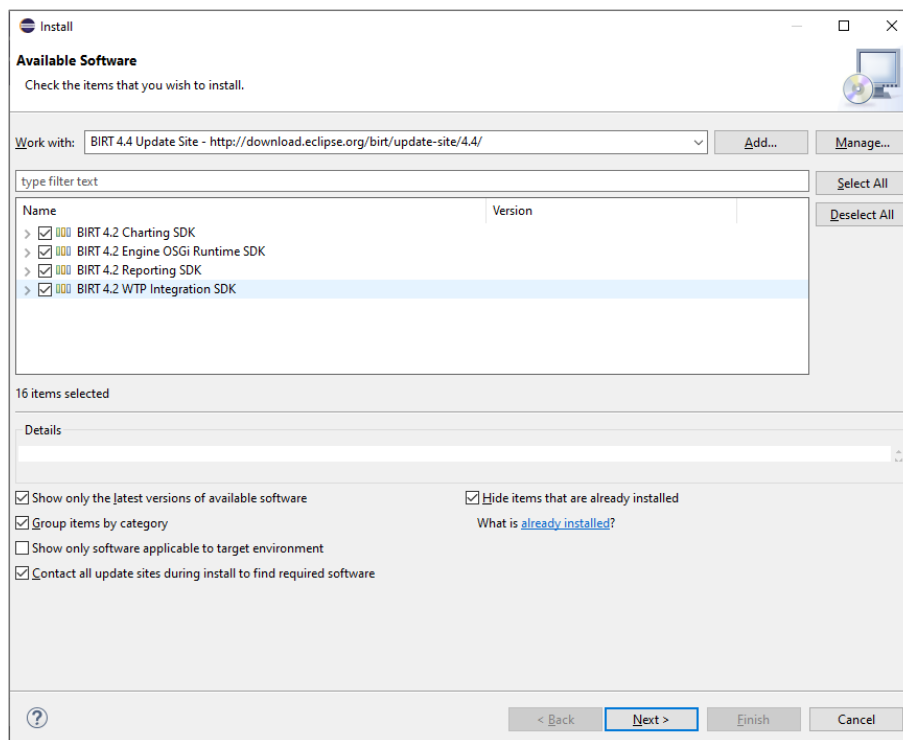 Install
Available Software
Check the items that you wish to install.
Work with: BIRT 4.4 Update Site - http://download.eclipse.org/birt/update-site/4.4/ Add... Manage...
type filter text Select All
Name Version Deselect All
BIRT 4.2 Charting SDK
BIRT 4.2 Engine OSGi Runtime SDK
BIRT 4.2 Reporting SDK
BIRT 4.2 WTP Integration SDK
16 items selected
Details
Show only the latest versions of available software Hide items that are already installed
Group items by category What is already installed?
Show only software applicable to target environment
Contact all update sites during install to find required software
? < Back Next > Finish Cancel